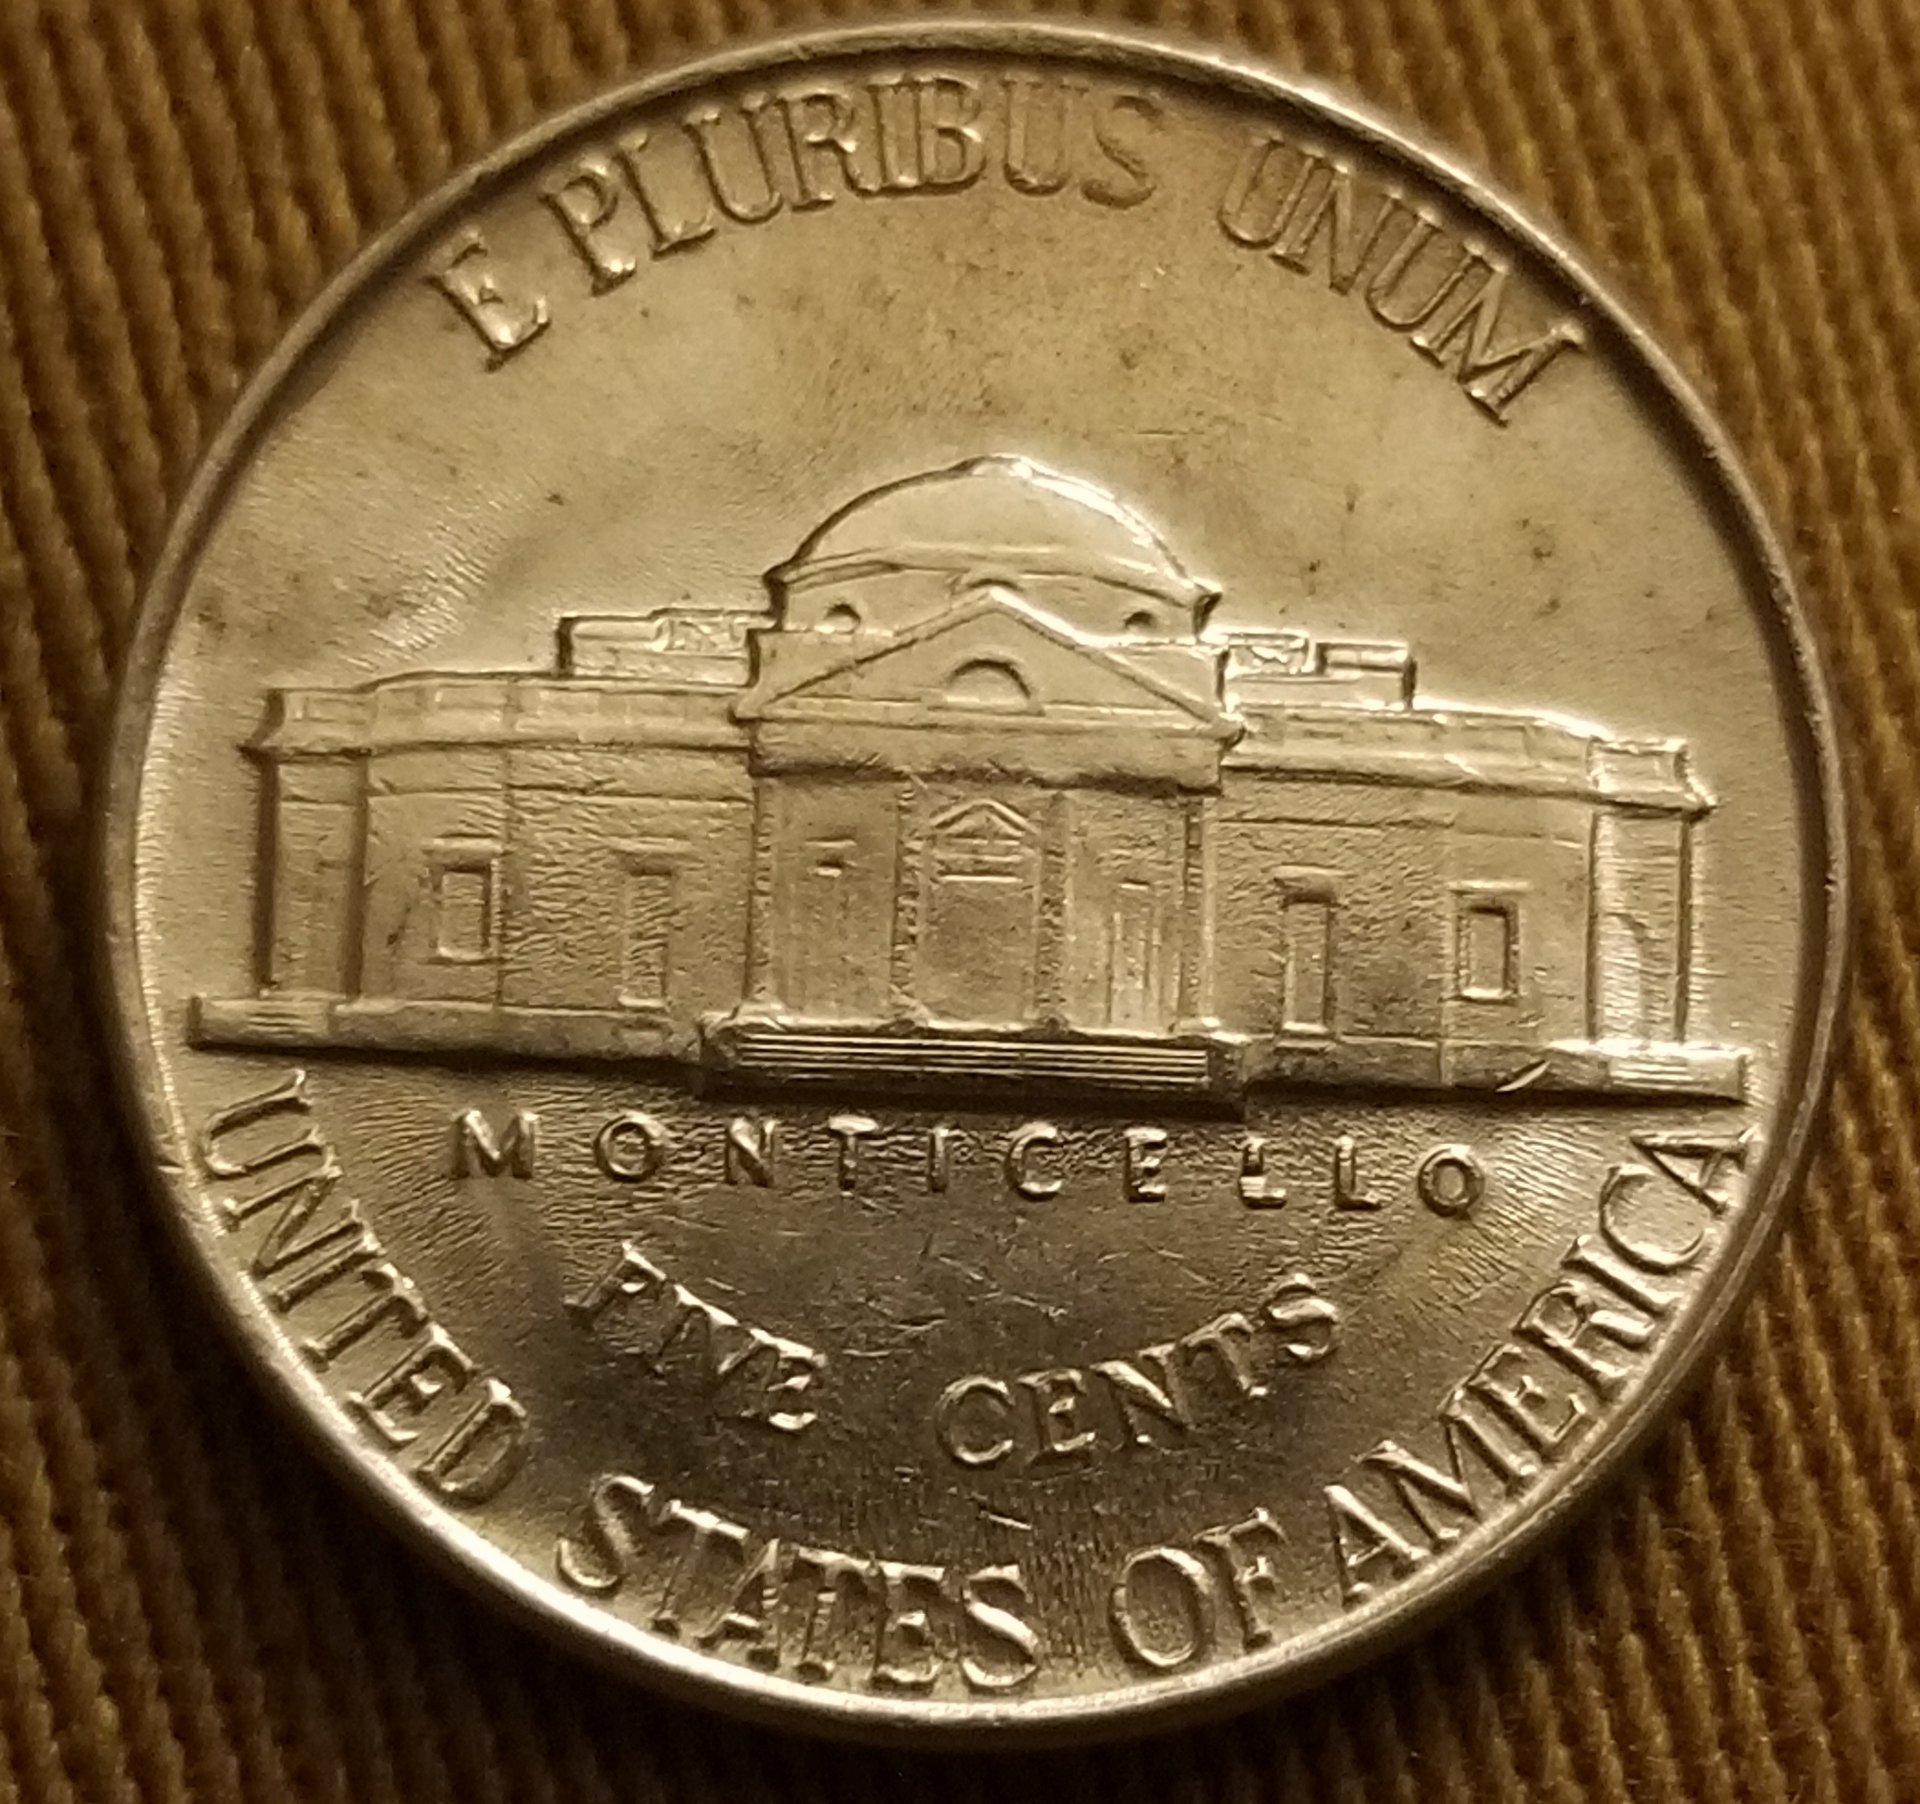 E PLURIBUS UNUM
MONTICELLO
FIVE CENTS
UNITED STATES OF AMERICA